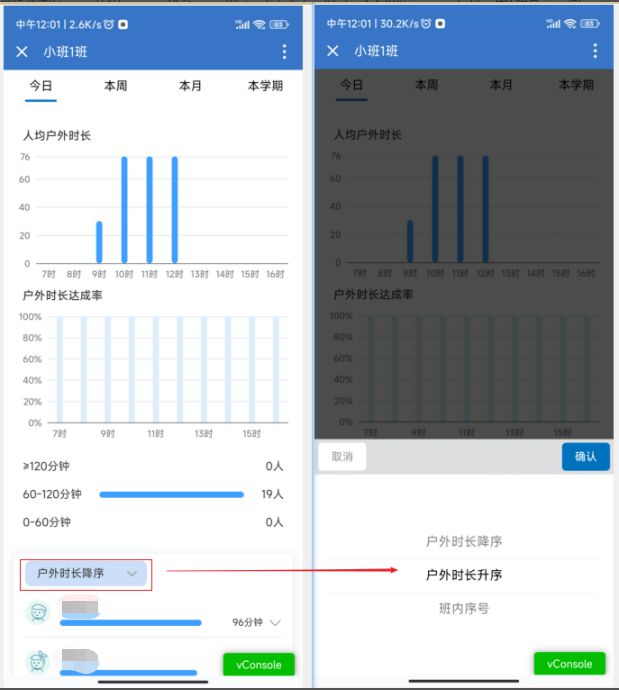 中午12:01 | 2.6K/s
83
小班1班
今日 本周 本月 本学期
人均户外时长
76
60
40
20
0
7时 8时 9时 10时 11时 12时 13时 14时 15时 16时
户外时长达成率
100%
80%
60%
40%
20%
0%
7时 9时 11时 13时 15时
≥120分钟 0人
60-120分钟 19人
0-60分钟 0人
户外时长降序
96分钟
vConsole
中午12:01 | 30.2K/s
83
小班1班
今日 本周 本月 本学期
人均户外时长
76
60
40
20
0
7时 8时 9时 10时 11时 12时 13时 14时 15时 16时
户外时长达成率
100%
80%
60%
40%
20%
0%
7时 9时 11时 13时 15时
取消 确认
户外时长降序
户外时长升序
班内序号
vConsole